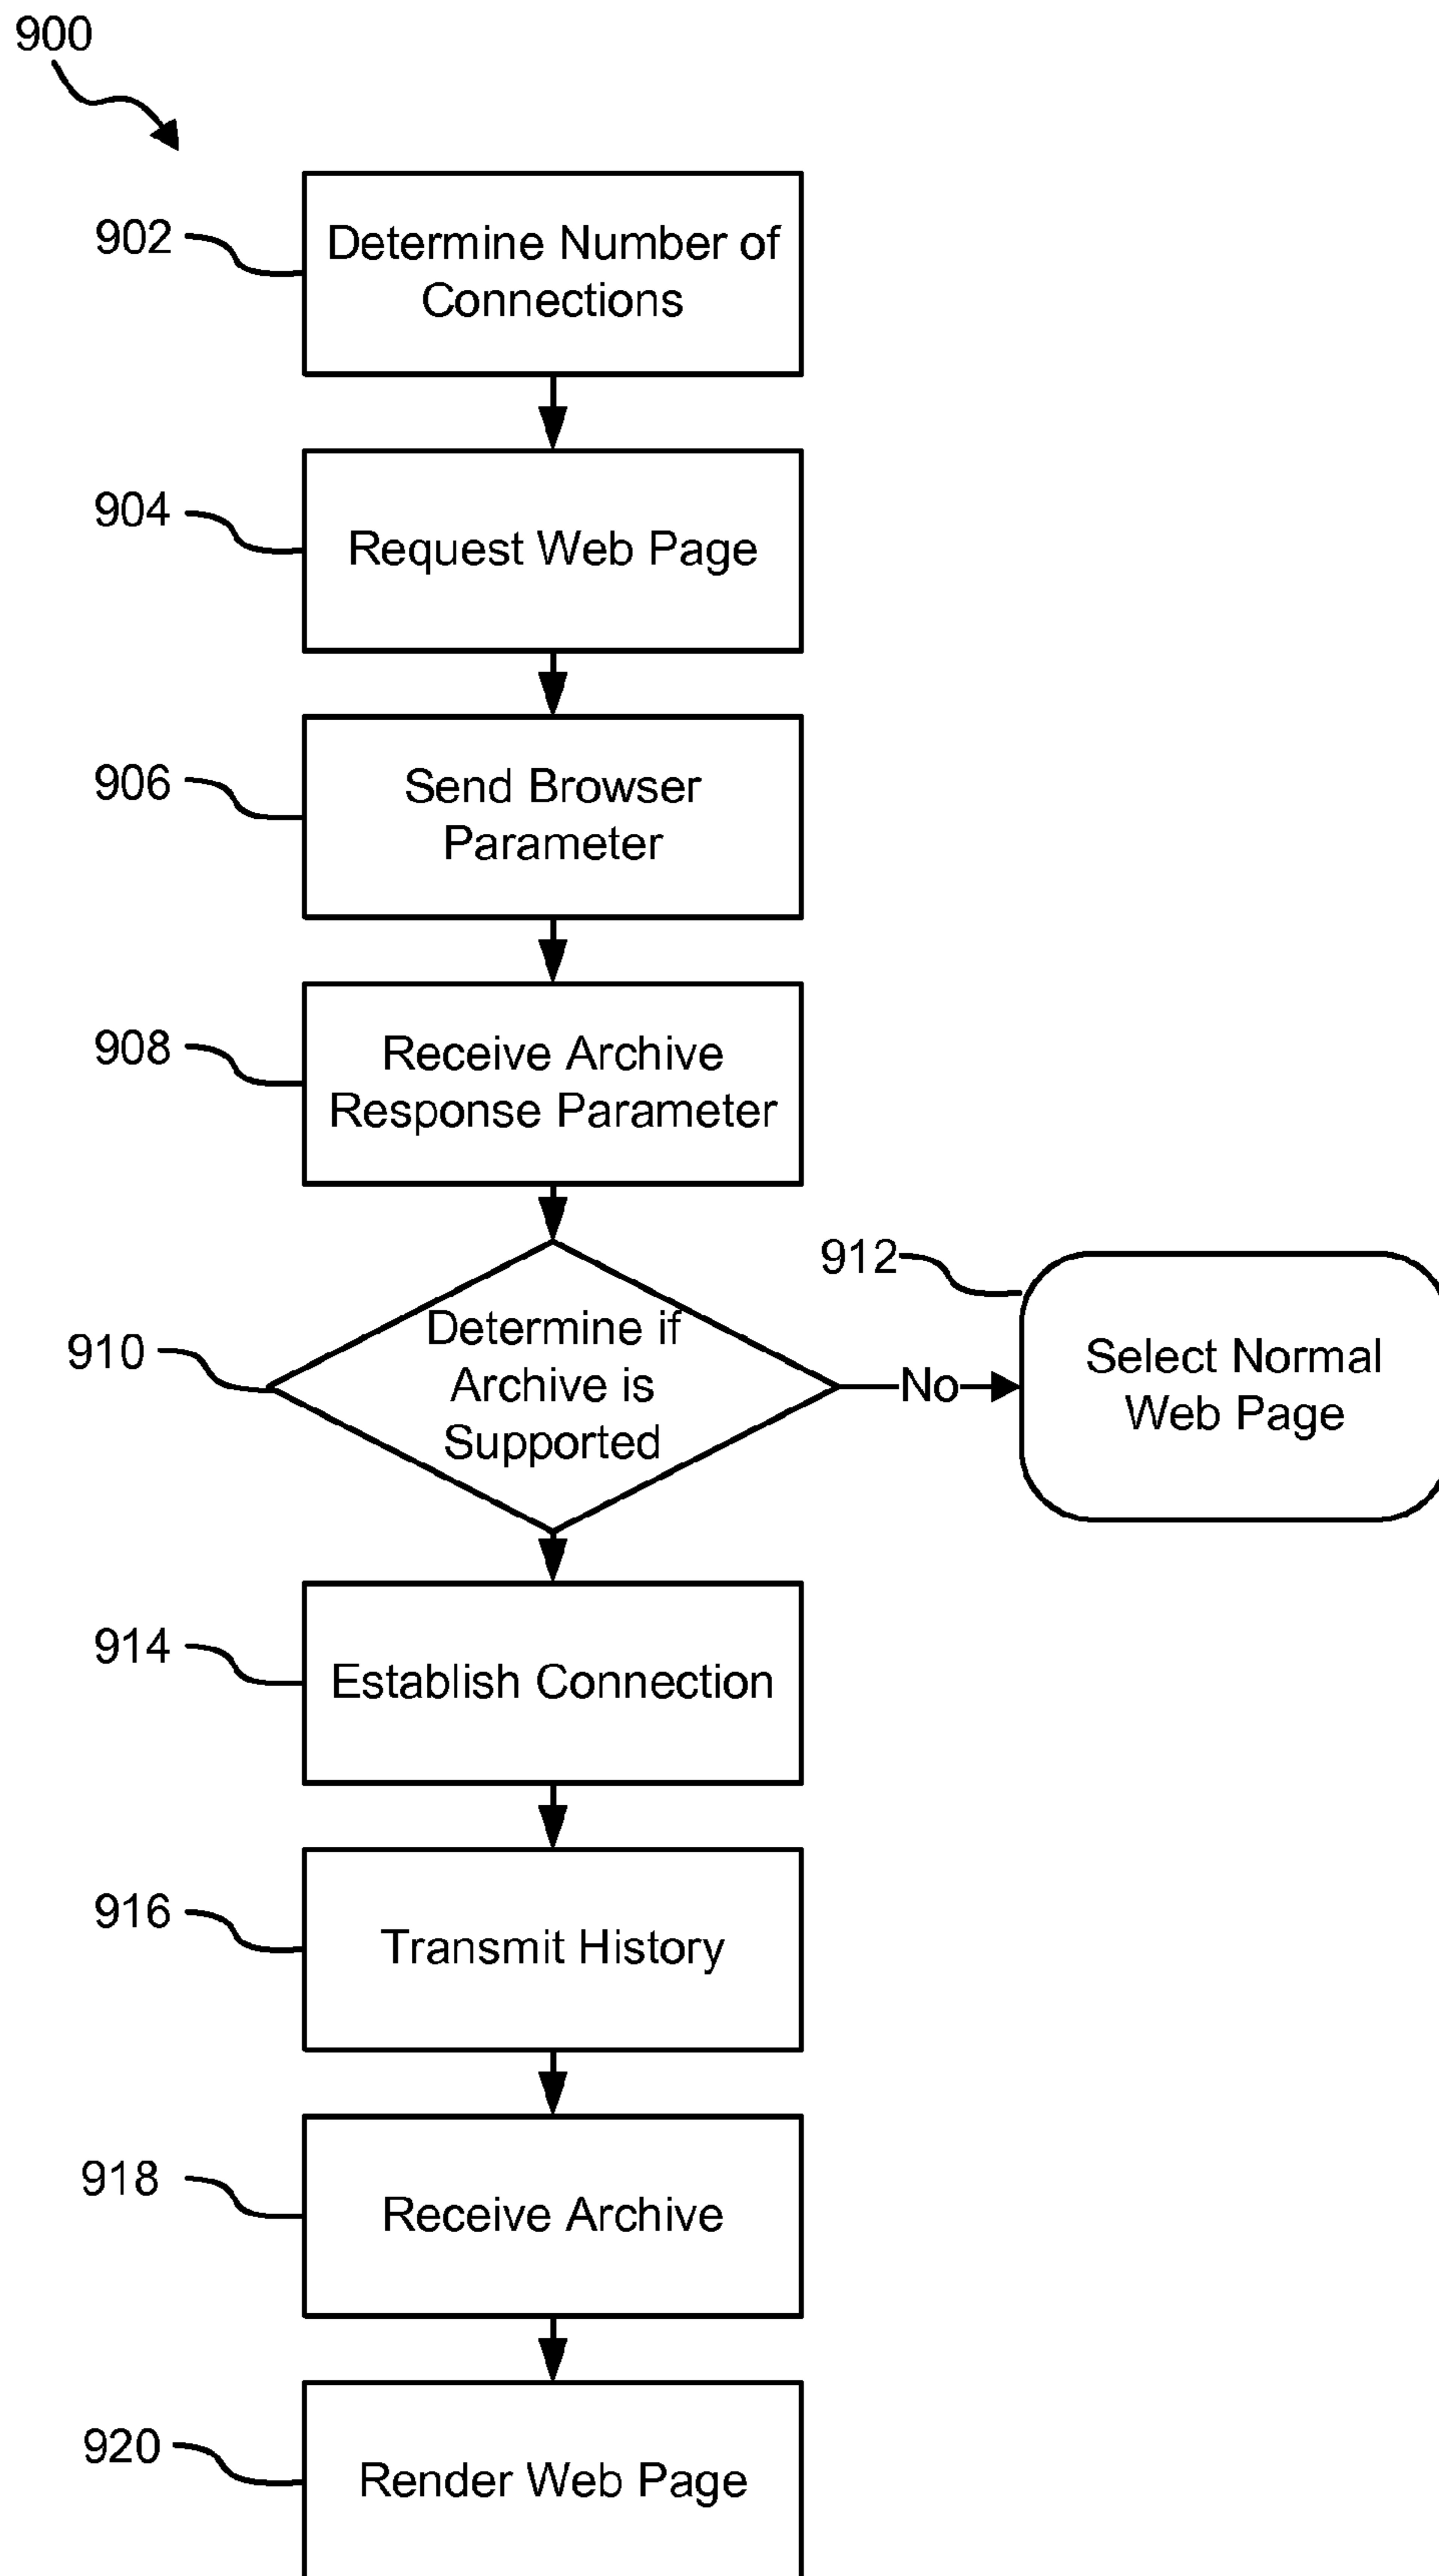 900
902
Determine Number of
Connections
904
Request Web Page
906
Send Browser
Parameter
908
Receive Archive
Response Parameter
910
Determine if
Archive is
Supported
No
912
Select Normal
Web Page
914
Establish Connection
916
Transmit History
918
Receive Archive
920
Render Web Page